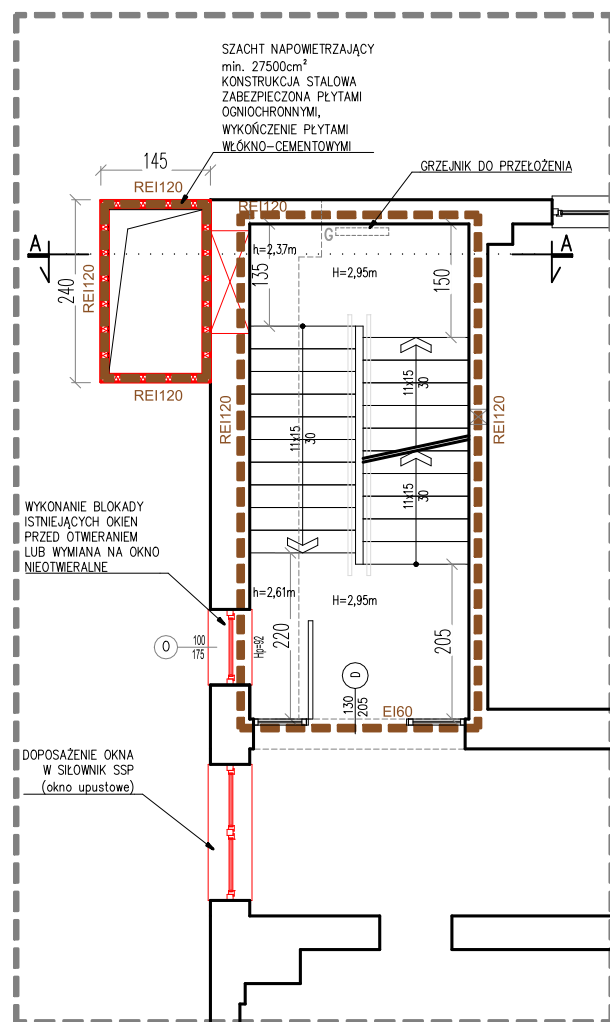 SZACHT NAPOWIETRZAJĄCY
min. 27500cm²
KONSTRUKCJA STALOWA
ZABEZPIECZONA PŁYTAMI
OGNIOCHRONNYMI,
WYKOŃCZENIE PŁYTAMI
WŁÓKNO-CEMENTOWYMI
GRZEJNIK DO PRZEŁOŻENIA
145
REI120
REI120
A
A
G
h=2,37m
H=2,95m
240
REI120
135
150
REI120
11x15
30
11x15
30
11x15
30
REI120
REI120
WYKONANIE BLOKADY
ISTNIEJĄCYCH OKIEN
PRZED OTWIERANIEM
LUB WYMIANA NA OKNO
NIEOTWIERALNE
h=2,61m
H=2,95m
O
100
175
Hp=92
220
205
D
130
205
EI60
DOPOSAŻENIE OKNA
W SIŁOWNIK SSP
(okno upustowe)